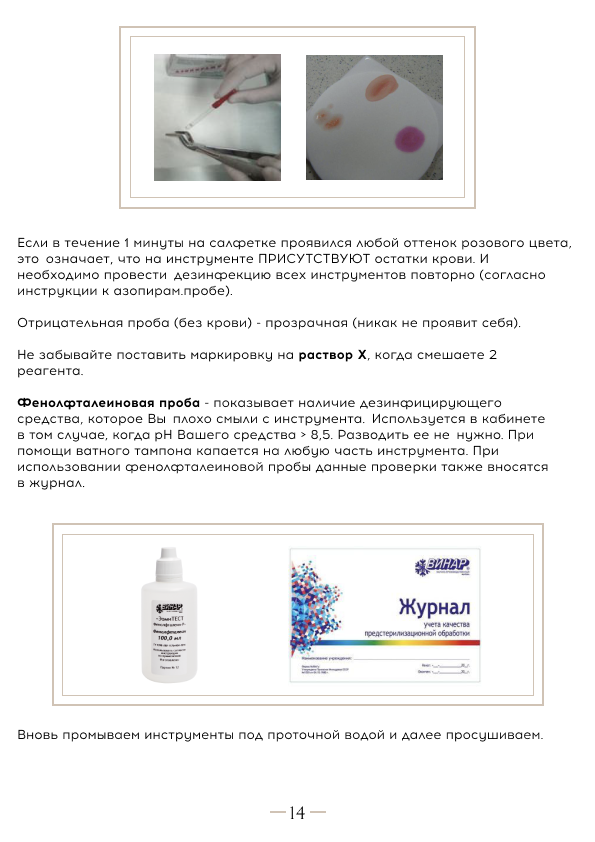 Если в течение 1 минуты на салфетке проявился любой оттенок розового цвета,
это означает, что на инструменте ПРИСУТСТВУЮТ остатки крови. И
необходимо провести дезинфекцию всех инструментов повторно (согласно
инструкции к азопирам.пробе).
Отрицательная проба (без крови) - прозрачная (никак не проявит себя).
Не забывайте поставить маркировку на раствор Х, когда смешаете 2
реагента.
Фенолфталеиновая проба - показывает наличие дезинфицирующего
средства, которое Вы плохо смыли с инструмента. Используется в кабинете
в том случае, когда pH Вашего средства > 8,5. Разводить ее не нужно. При
помощи ватного тампона капается на любую часть инструмента. При
использовании фенолфталеиновой пробы данные проверки также вносятся
в журнал.
ВИНАР
100,0 мл
ВИНАР
Журнал
учета качества
предстерилизационной обработки
Вновь промываем инструменты под проточной водой и далее просушиваем.
14